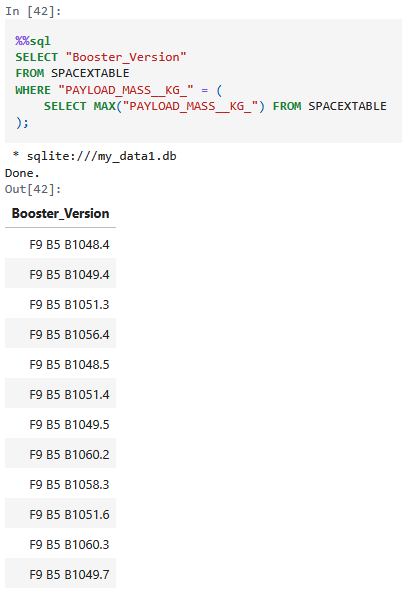 In [42]:
%%sql
SELECT "Booster_Version"
FROM SPACEXTABLE
WHERE "PAYLOAD_MASS__KG_" = (
    SELECT MAX("PAYLOAD_MASS__KG_") FROM SPACEXTABLE
);
* sqlite:///my_data1.db
Done.
Out[42]:
Booster_Version
F9 B5 B1048.4
F9 B5 B1049.4
F9 B5 B1051.3
F9 B5 B1056.4
F9 B5 B1048.5
F9 B5 B1051.4
F9 B5 B1049.5
F9 B5 B1060.2
F9 B5 B1058.3
F9 B5 B1051.6
F9 B5 B1060.3
F9 B5 B1049.7